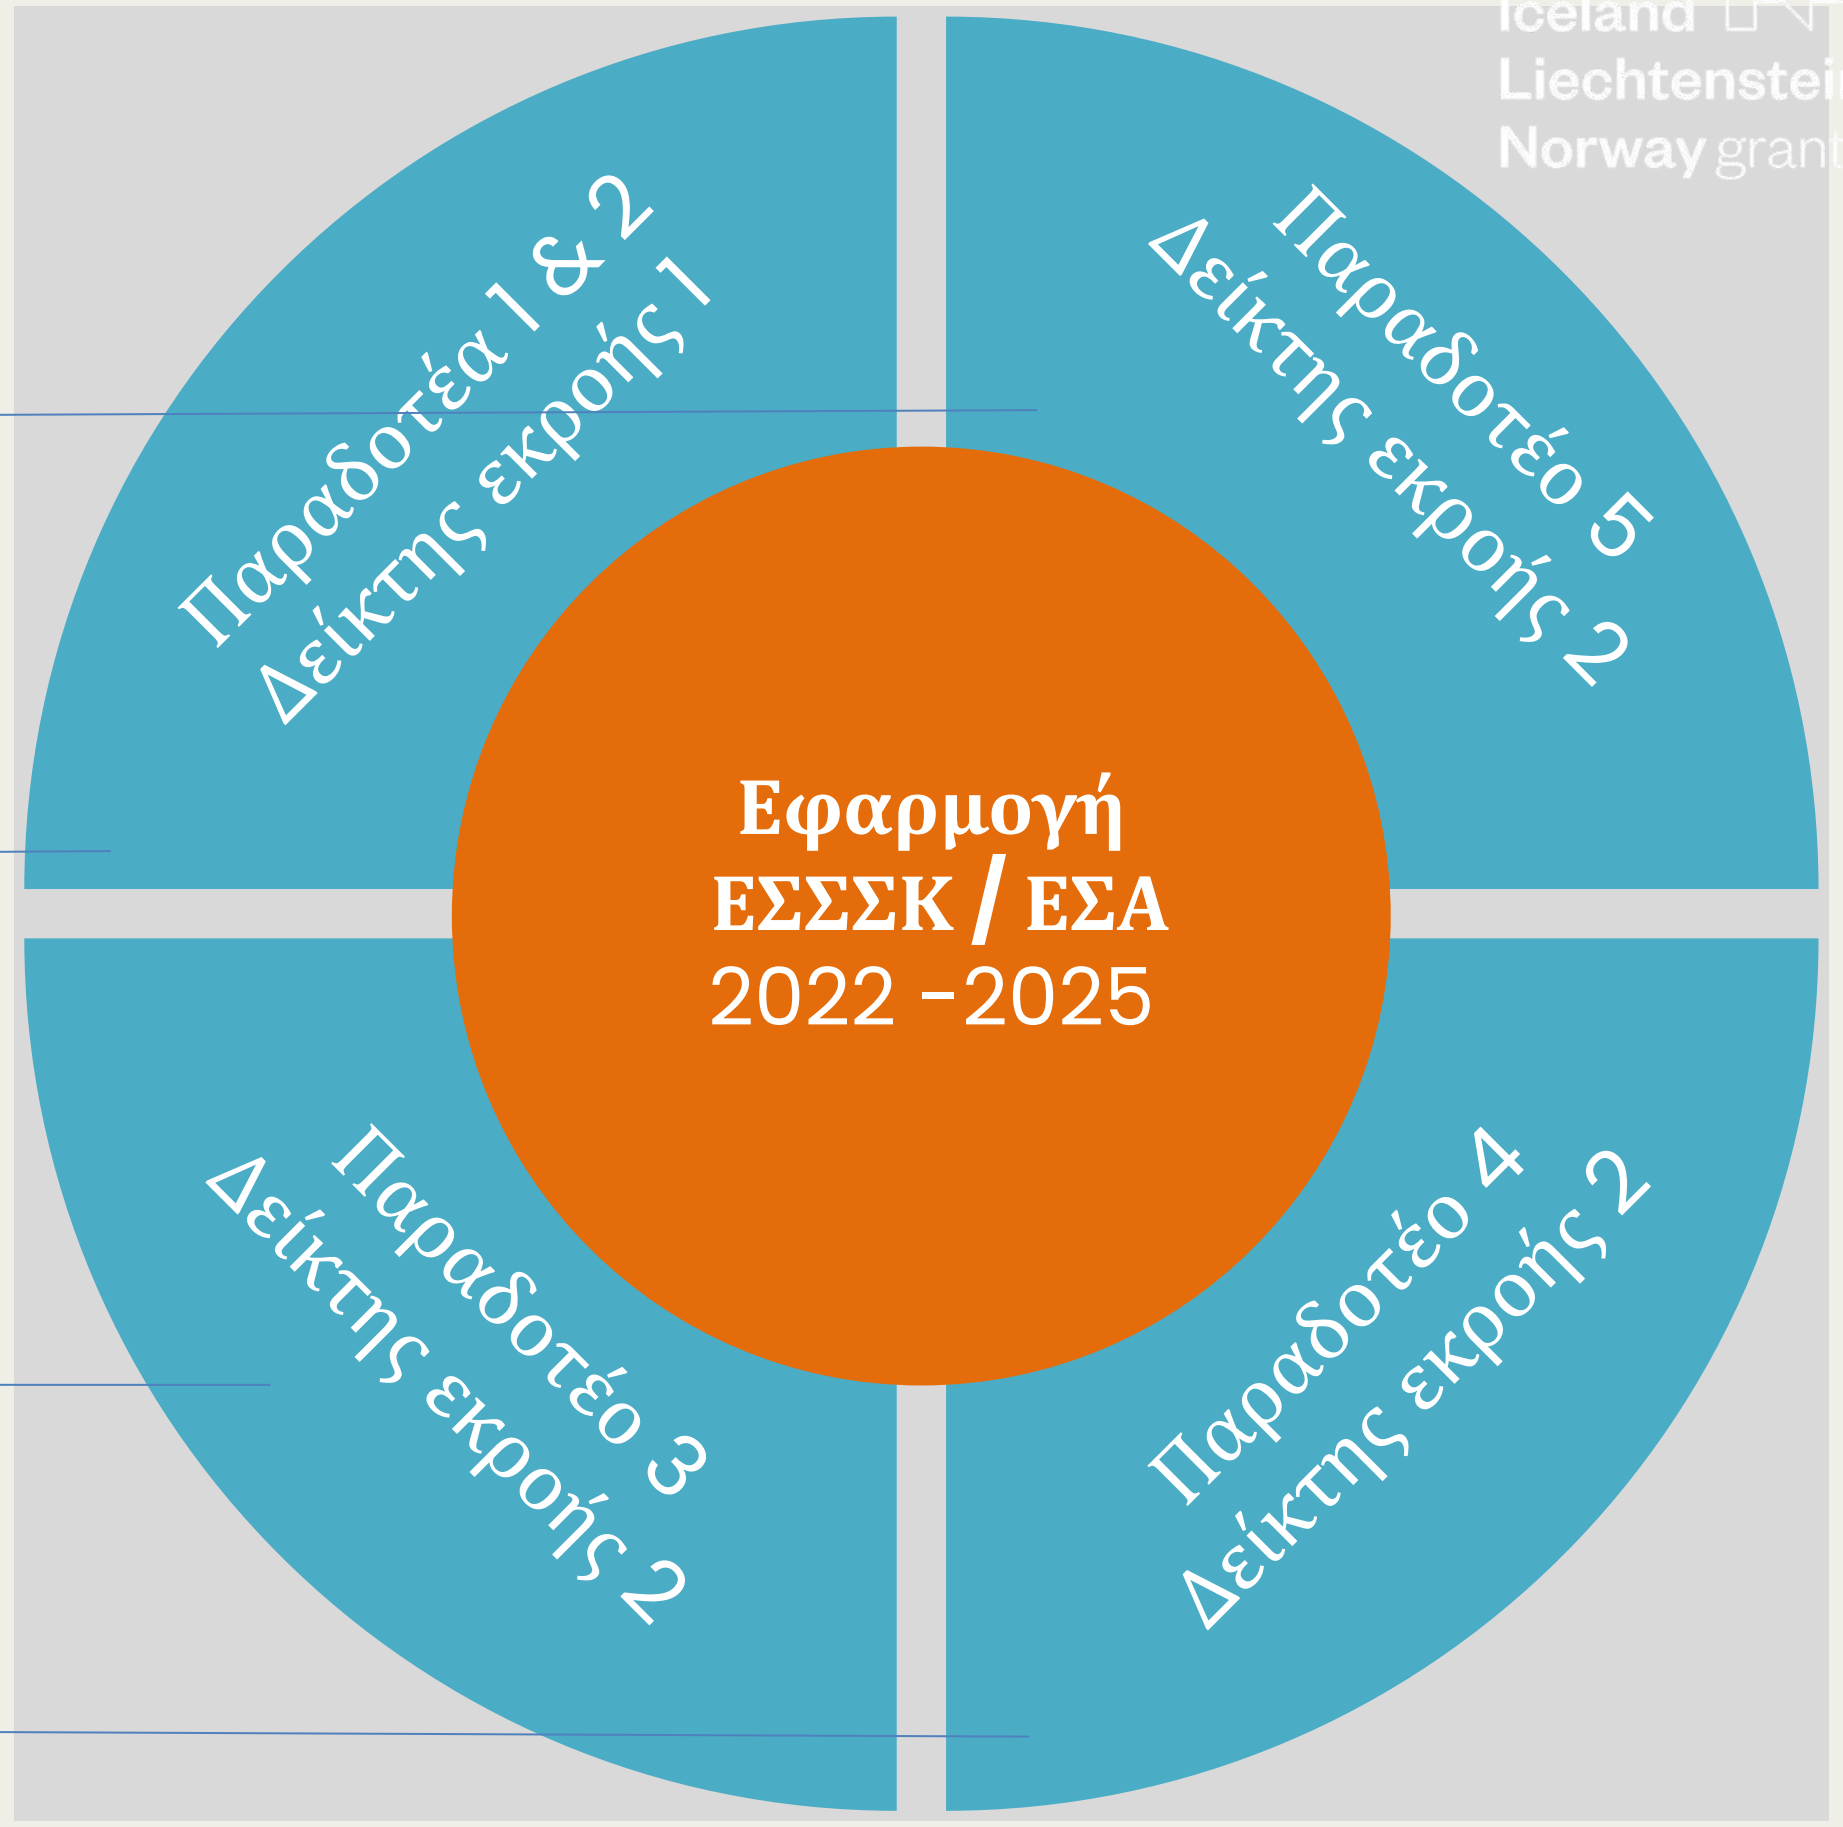 Iceland
Liechtenstein
Norway grant
Παραδοτέα 1 & 2
Δείκτης εκροής 1
Παραδοτέο 5
Δείκτης εκροής 2
Εφαρμογή
ΕΣΣΣΚ / ΕΣΑ
2022 –2025
Παραδοτέο 3
Δείκτης εκροής 2
Παραδοτέο 4
Δείκτης εκροής 2